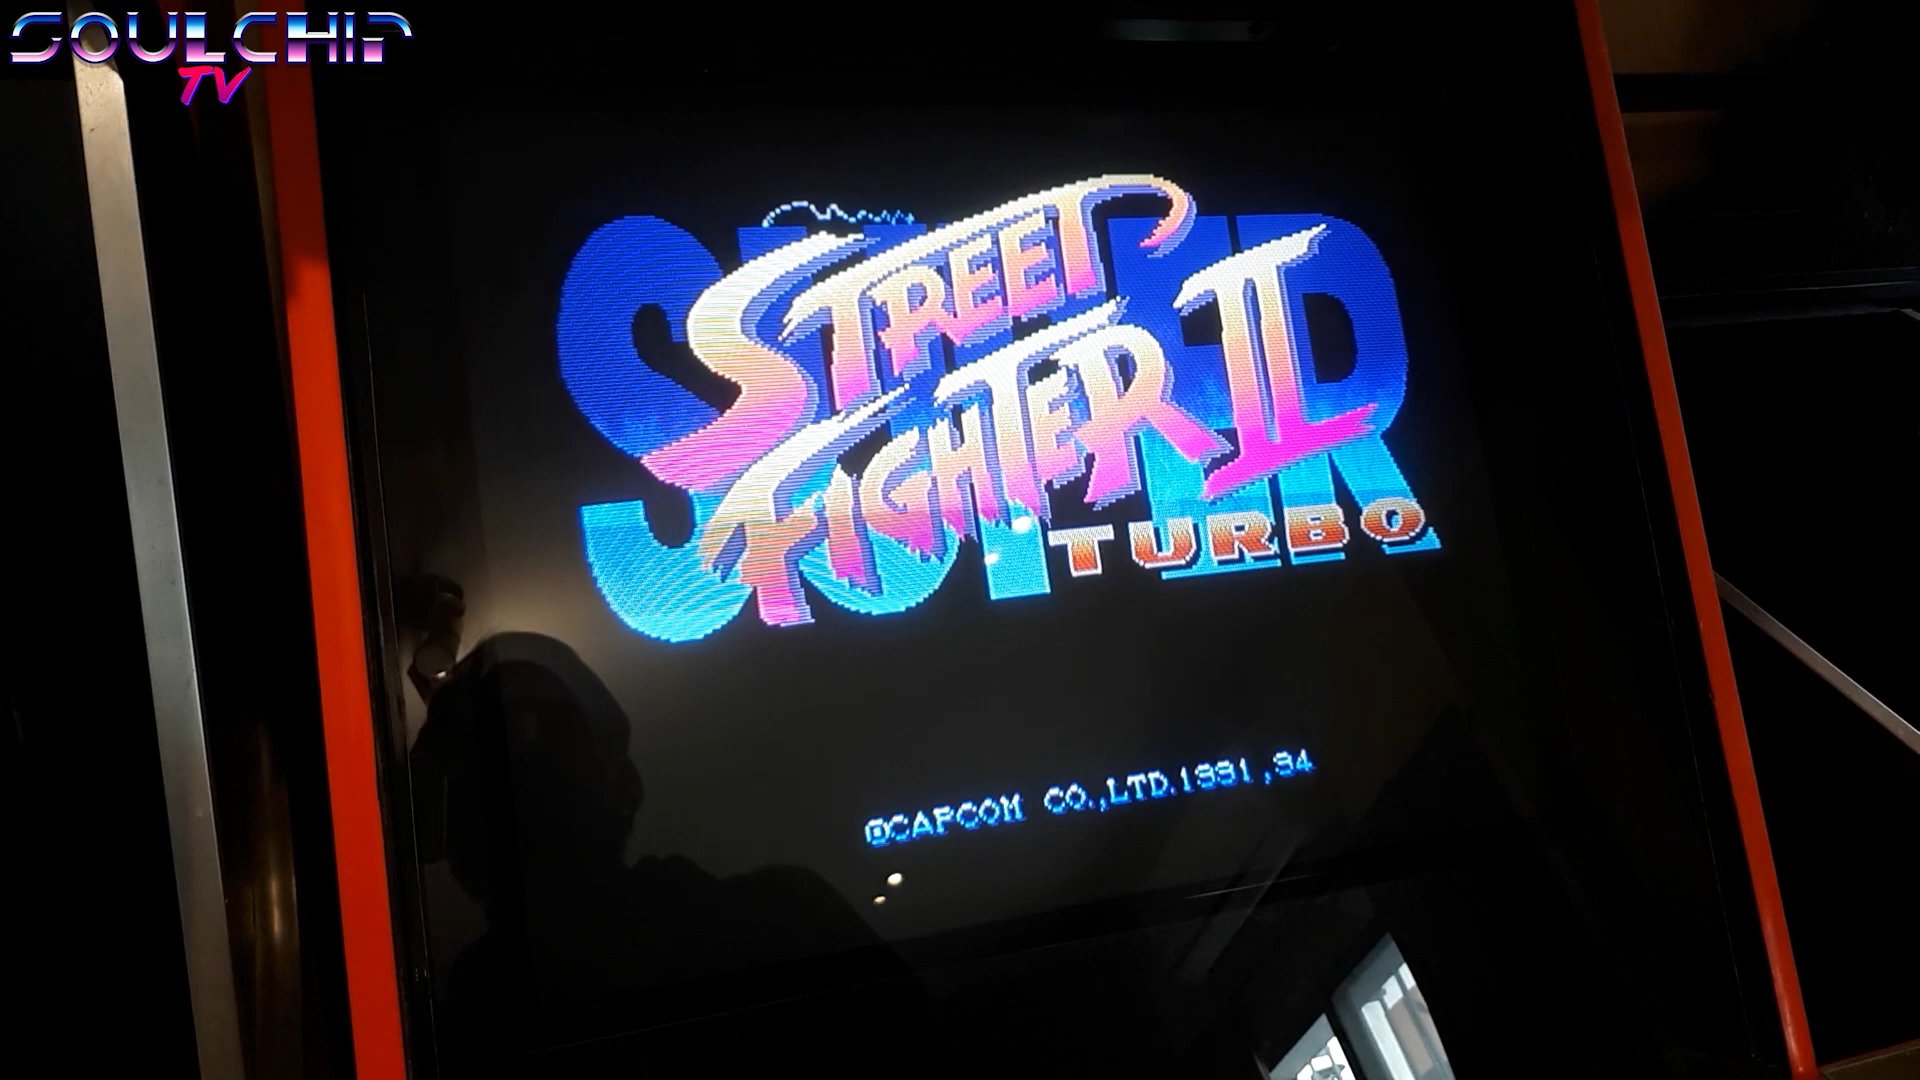 SOULCHIP
TV
SUPER
STREET
FIGHTER II
TURBO
©CAPCOM CO.,LTD.1991,94